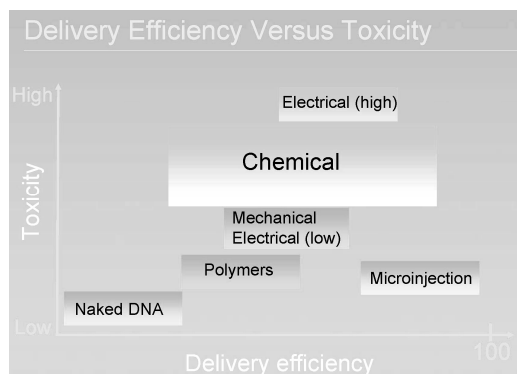 Delivery Efficiency Versus Toxicity
High
Electrical (high)
Chemical
Toxicity
Mechanical
Electrical (low)
Polymers
Microinjection
Naked DNA
Low
100
Delivery efficiency